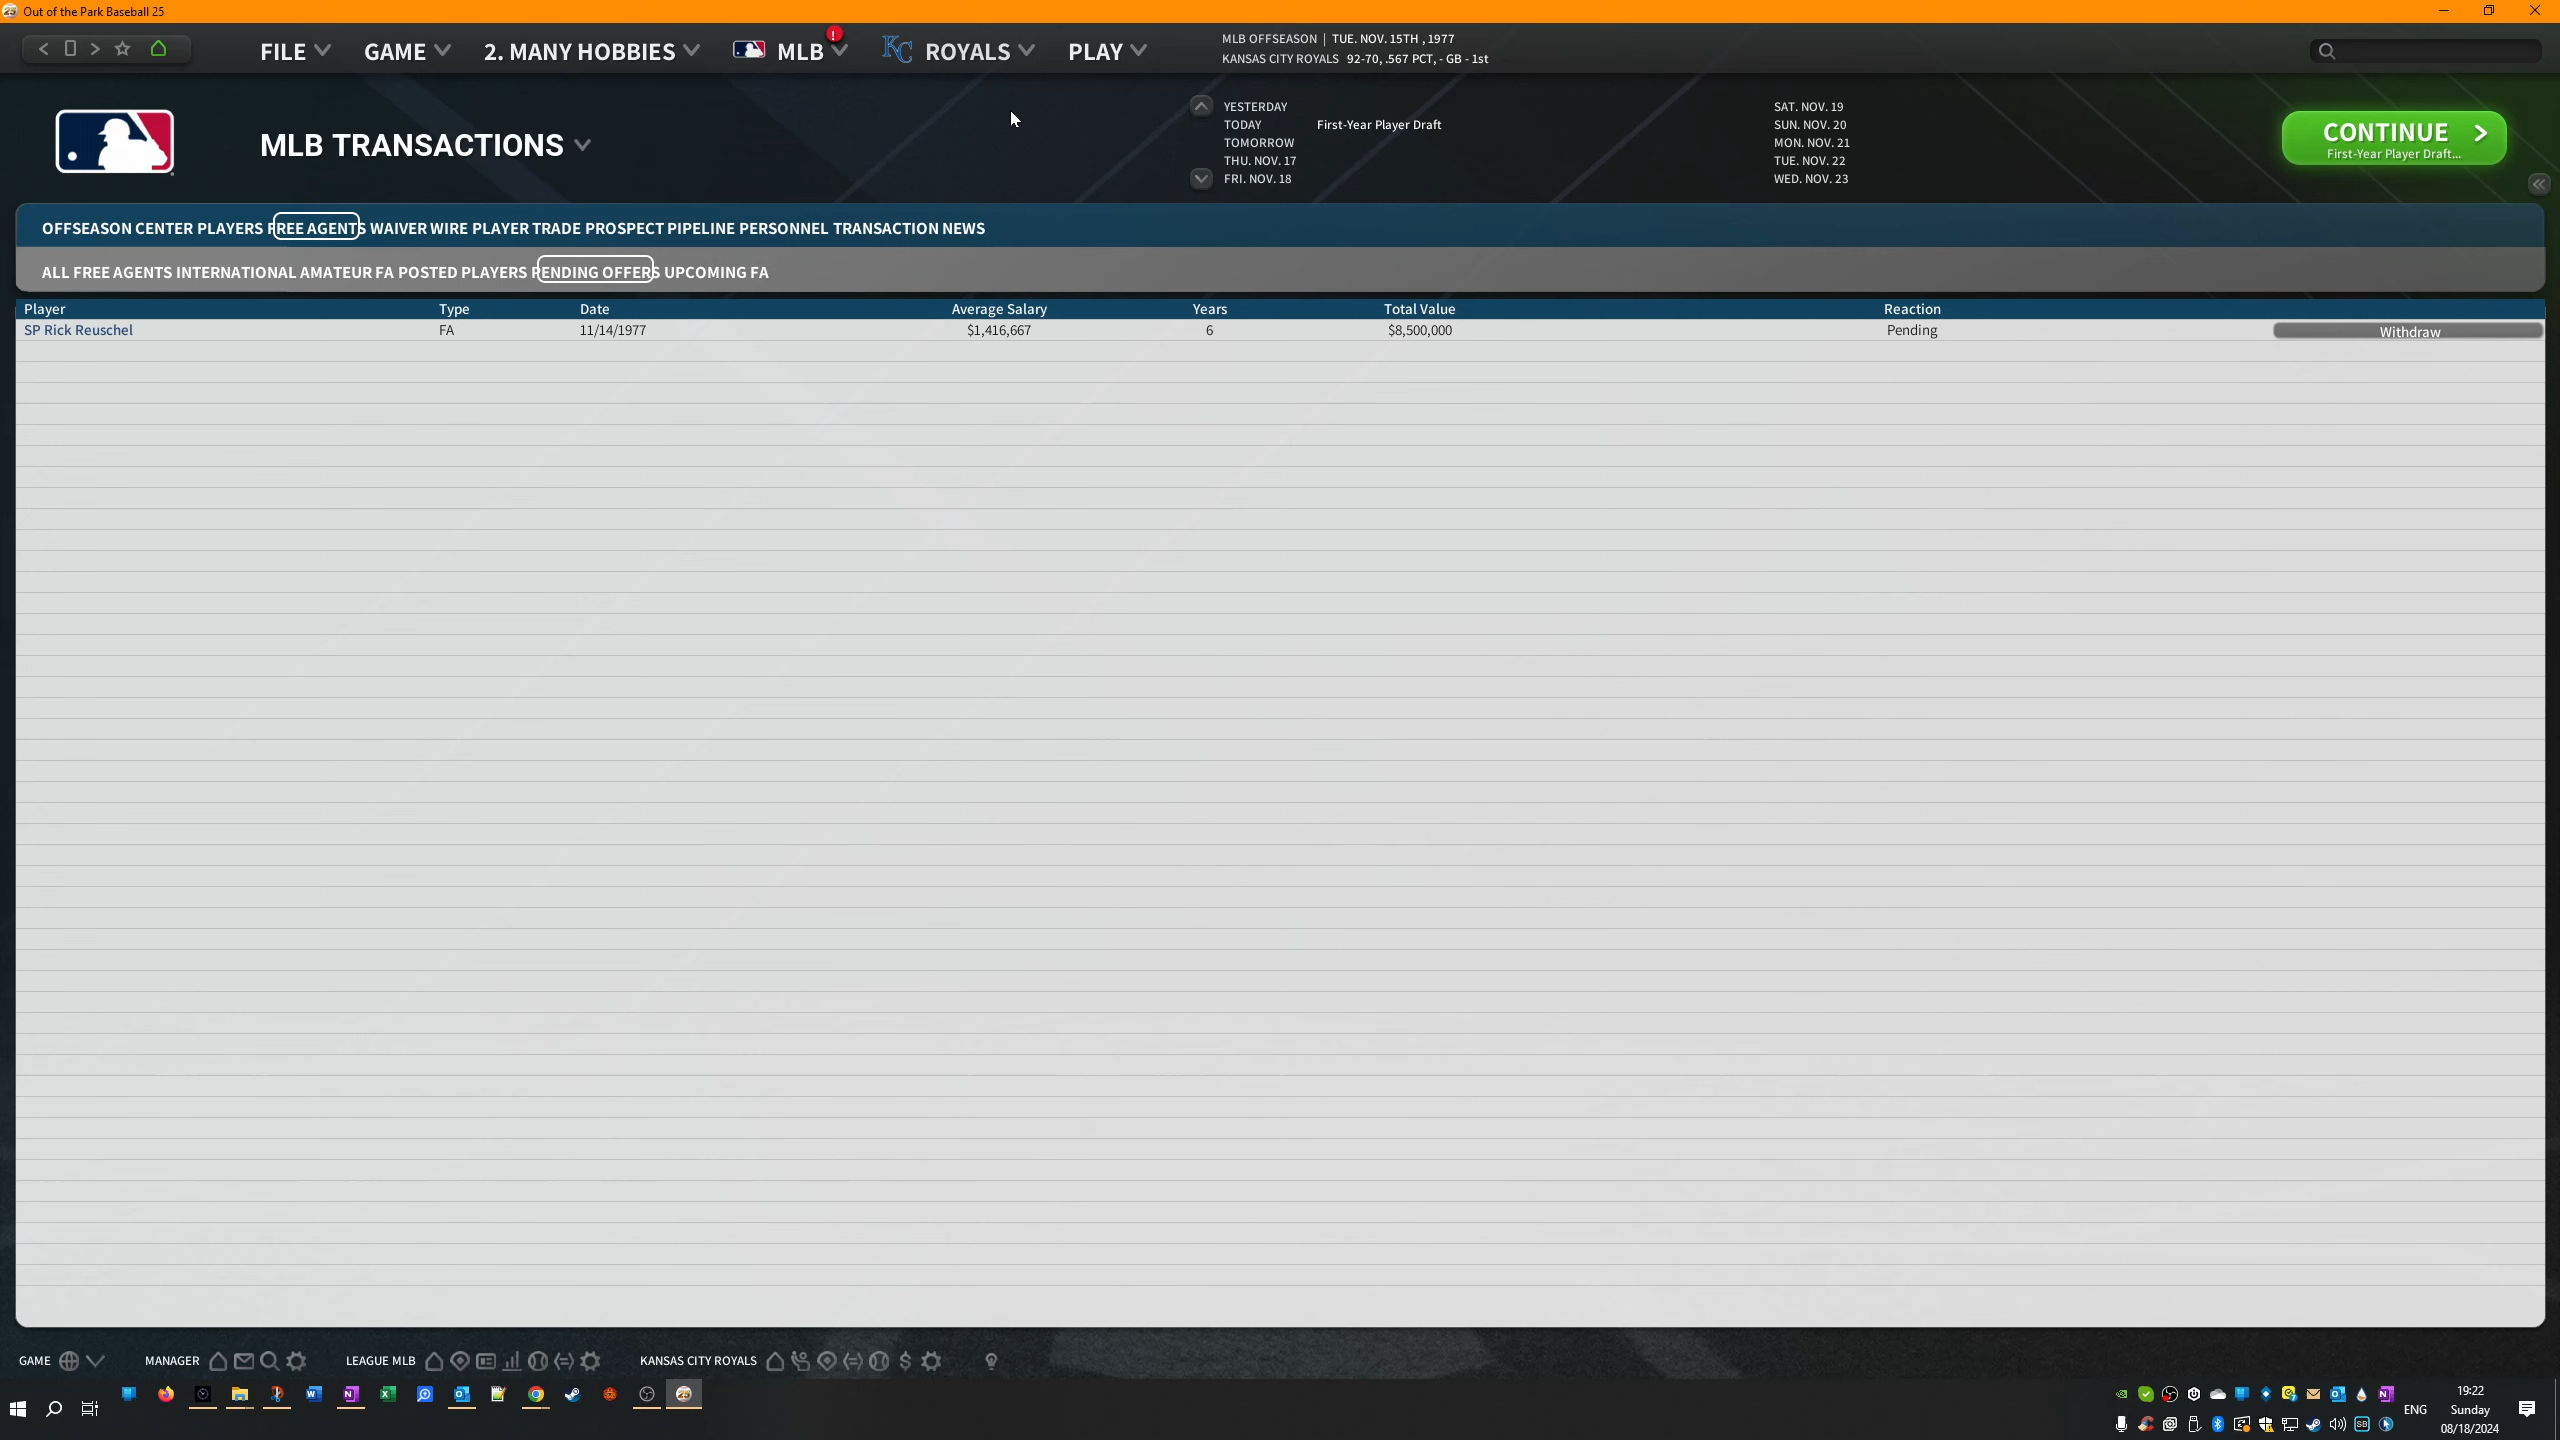 Out of the Park Baseball 25
FILE GAME 2. MANY HOBBIES MLB ! ROYALS PLAY
MLB OFFSEASON | TUE. NOV. 15TH , 1977
KANSAS CITY ROYALS 92-70, .567 PCT, - GB - 1st
MLB TRANSACTIONS
YESTERDAY
TODAY First-Year Player Draft
TOMORROW
THU. NOV. 17
FRI. NOV. 18
SAT. NOV. 19
SUN. NOV. 20
MON. NOV. 21
TUE. NOV. 22
WED. NOV. 23
CONTINUE
First-Year Player Draft...
OFFSEASON CENTER PLAYERS FREE AGENTS WAIVER WIRE PLAYER TRADE PROSPECT PIPELINE PERSONNEL TRANSACTION NEWS
ALL FREE AGENTS INTERNATIONAL AMATEUR FA POSTED PLAYERS PENDING OFFERS UPCOMING FA
Player Type Date Average Salary Years Total Value Reaction
SP Rick Reuschel FA 11/14/1977 $1,416,667 6 $8,500,000 Pending Withdraw
GAME MANAGER LEAGUE MLB KANSAS CITY ROYALS
19:22
ENG Sunday
08/18/2024